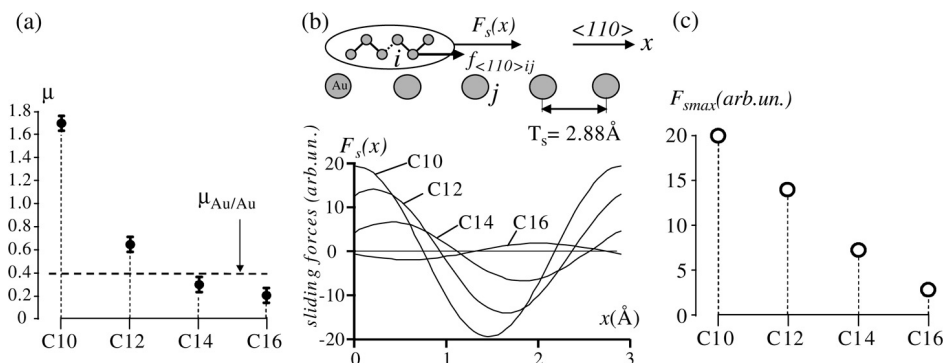 (a)
μ
1.8
1.6
1.4
1.2
1
0.8
0.6
0.4
0.2
0
μAu/Au
C10
C12
C14
C16
(b)
Fs(x)
<110>
x
i
f<110>ij
Au
j
Ts= 2.88Å
Fs(x)
sliding forces (arb.un.)
20
10
0
-10
-20
C10
C12
C14
C16
x(Å)
0
1
2
3
(c)
Fsmax(arb.un.)
20
15
10
5
0
C10
C12
C14
C16